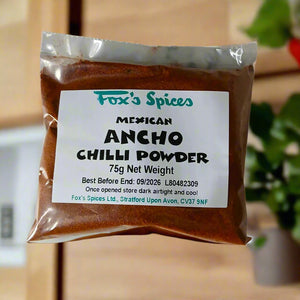 Fox's Spices
MEXICAN
ANCHO
CHILLI POWDER
75g Net Weight
Best Before End: 09/2026 L80482309
Once opened store dark airtight and cool
Fox's Spices Ltd., Stratford Upon Avon, CV37 9NF